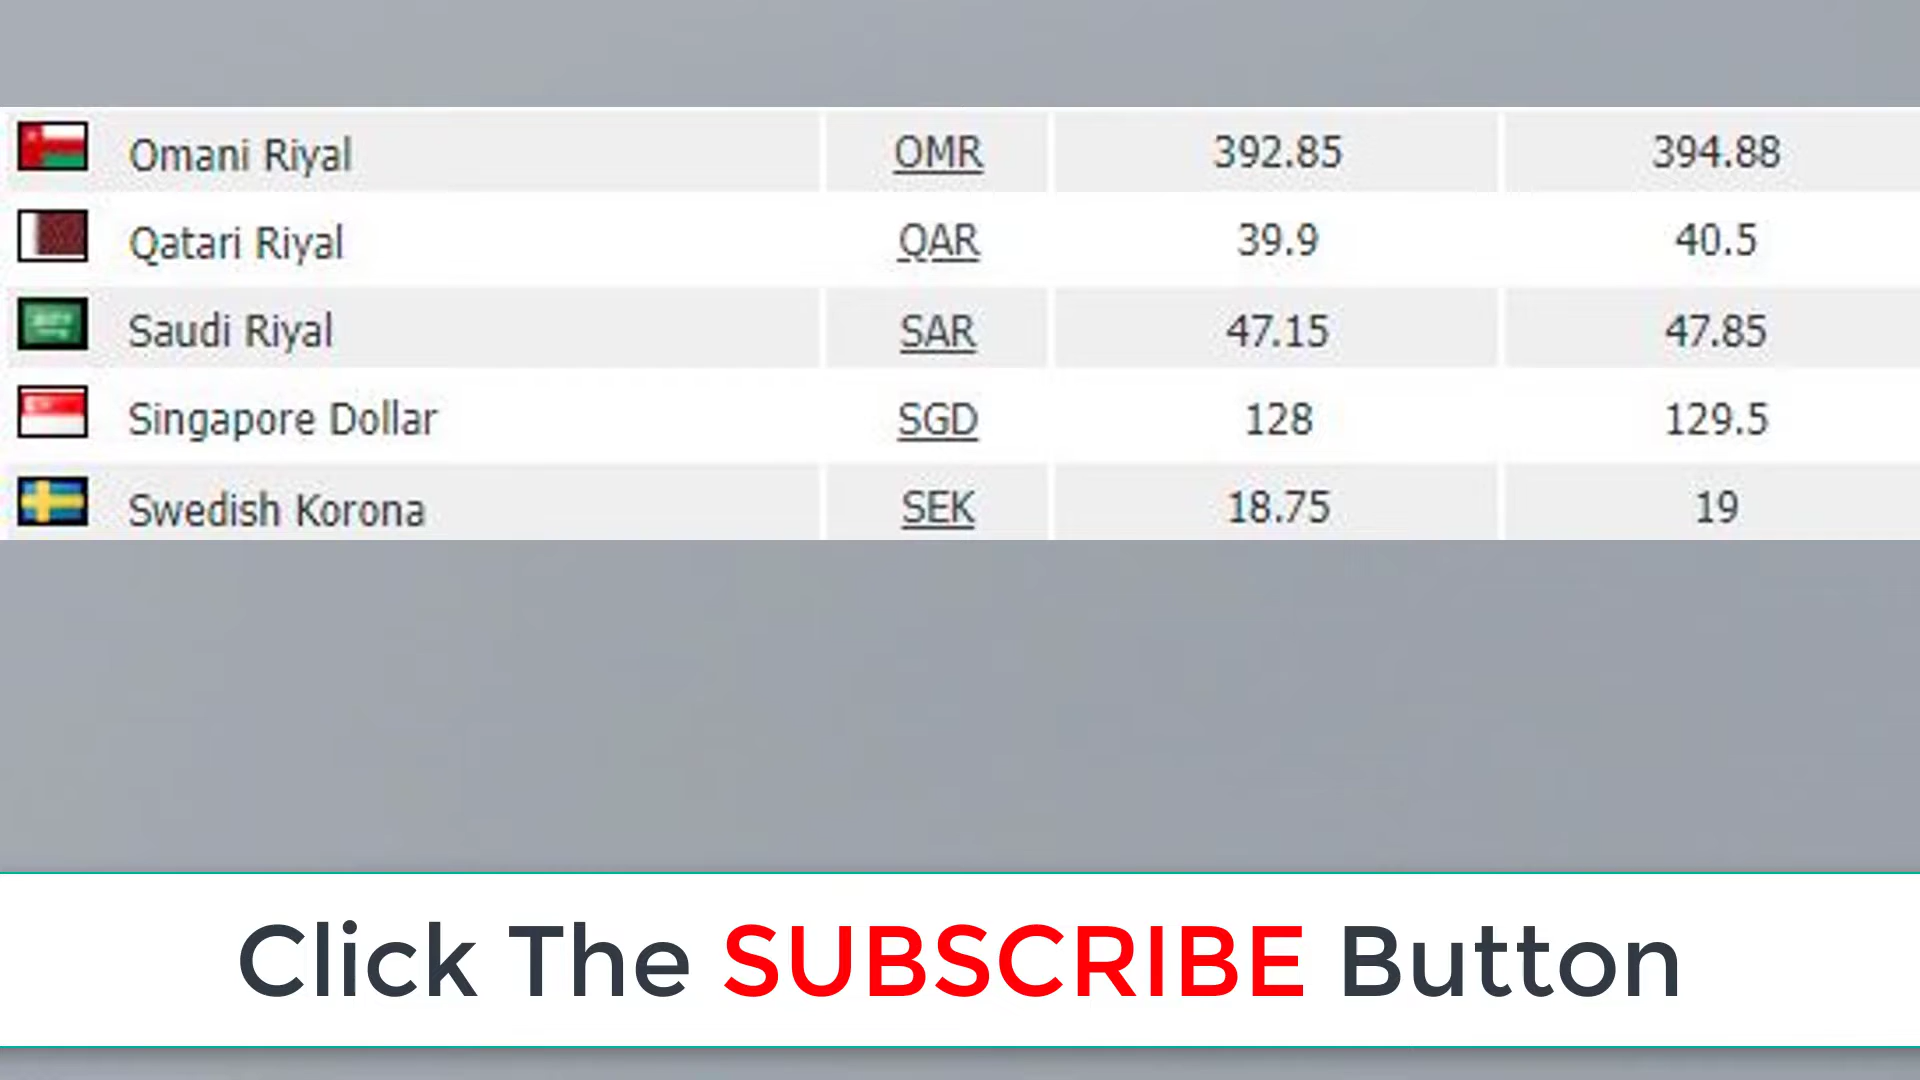 Omani Riyal OMR 392.85 394.88
Qatari Riyal QAR 39.9 40.5
Saudi Riyal SAR 47.15 47.85
Singapore Dollar SGD 128 129.5
Swedish Korona SEK 18.75 19
Click The SUBSCRIBE Button